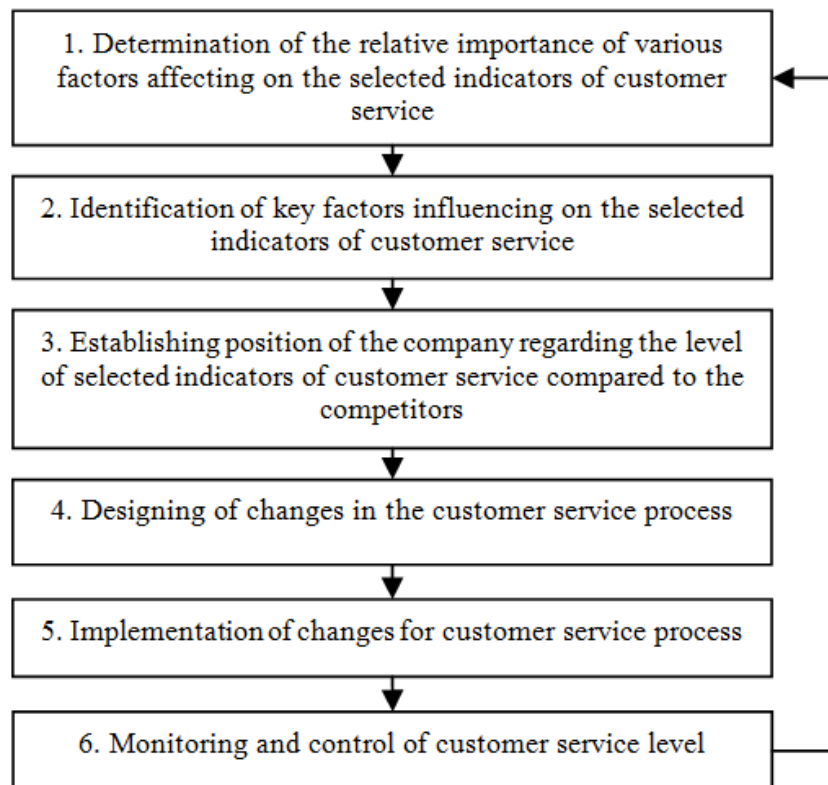 1. Determination of the relative importance of various
factors affecting on the selected indicators of customer
service
2. Identification of key factors influencing on the selected
indicators of customer service
3. Establishing position of the company regarding the level
of selected indicators of customer service compared to the
competitors
4. Designing of changes in the customer service process
5. Implementation of changes for customer service process
6. Monitoring and control of customer service level